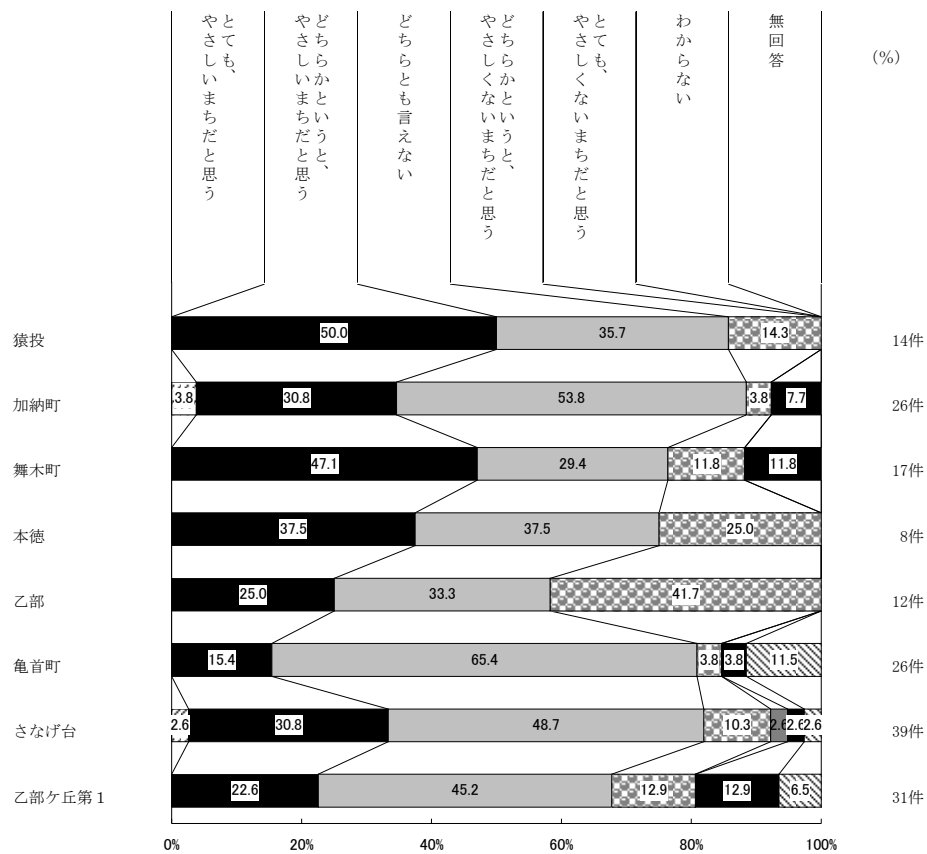 とても、
やさしいまちだと思う
どちらかというと、
やさしいまちだと思う
どちらとも言えない
どちらかというと、
やさしくないまちだと思う
とても、
やさしくないまちだと思う
わからない
無回答
(%)
猿投 50.0 35.7 14.3 14件
加納町 3.8 30.8 53.8 3.8 7.7 26件
舞木町 47.1 29.4 11.8 11.8 17件
本徳 37.5 37.5 25.0 8件
乙部 25.0 33.3 41.7 12件
亀首町 15.4 65.4 3.8 3.8 11.5 26件
さなげ台 2.6 30.8 48.7 10.3 2.6 2.6 2.6 39件
乙部ケ丘第1 22.6 45.2 12.9 12.9 6.5 31件
0% 20% 40% 60% 80% 100%